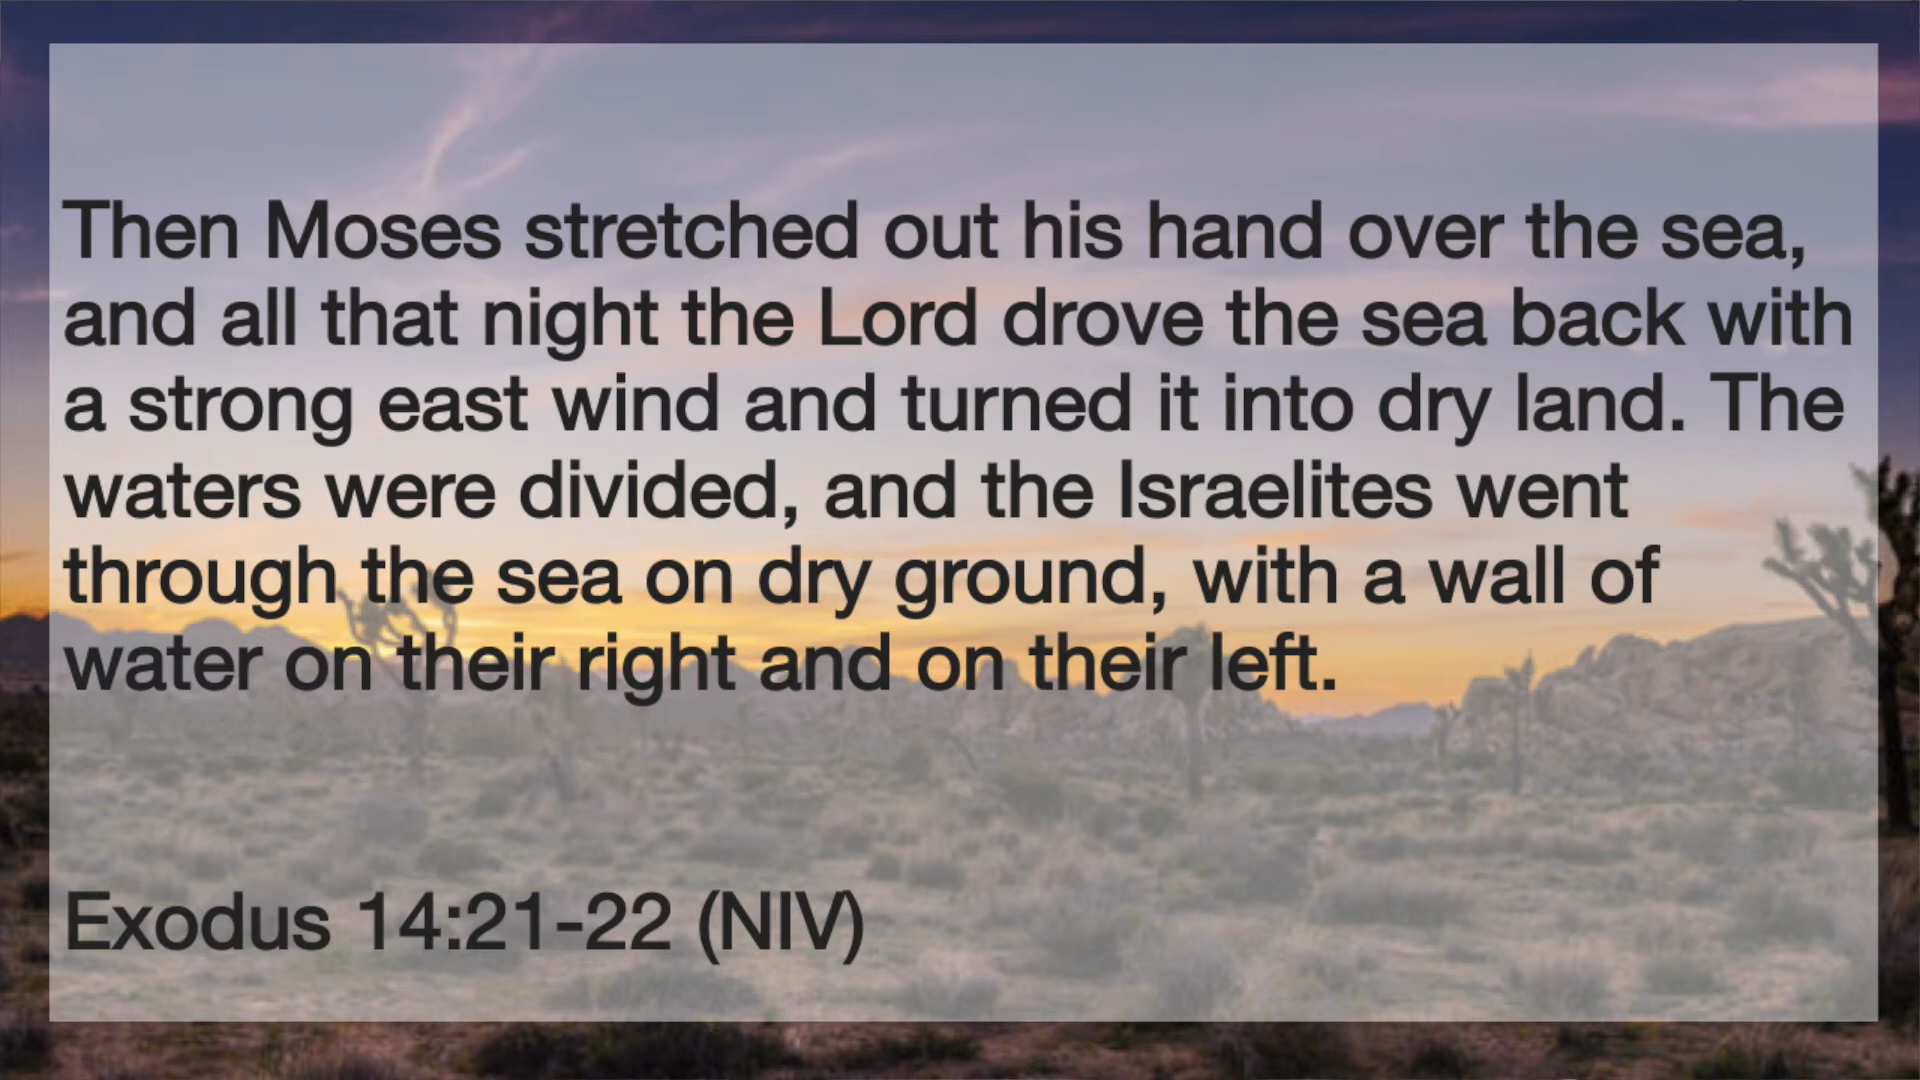 Then Moses stretched out his hand over the sea,
and all that night the Lord drove the sea back with
a strong east wind and turned it into dry land. The
waters were divided, and the Israelites went
through the sea on dry ground, with a wall of
water on their right and on their left.
Exodus 14:21-22 (NIV)